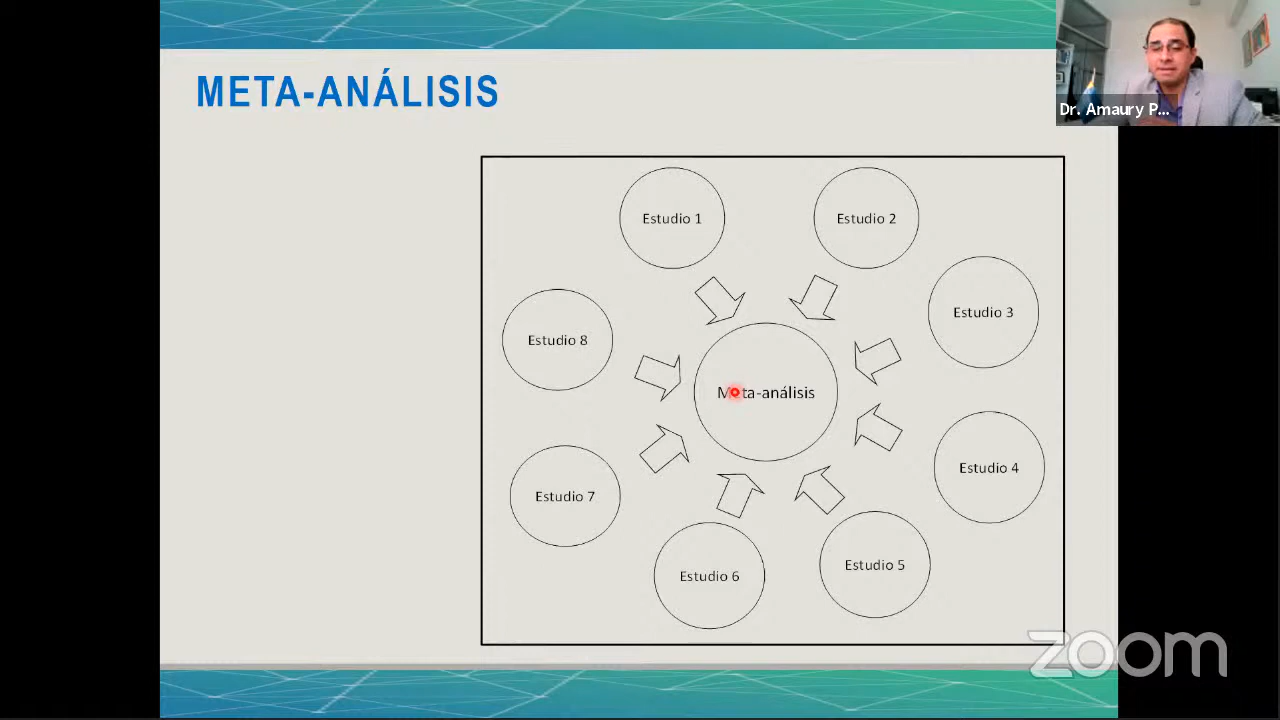 META-ANÁLISIS
Dr. Amaury P...
Estudio 1
Estudio 2
Estudio 3
Estudio 8
Meta-análisis
Estudio 4
Estudio 7
Estudio 5
Estudio 6
zoom